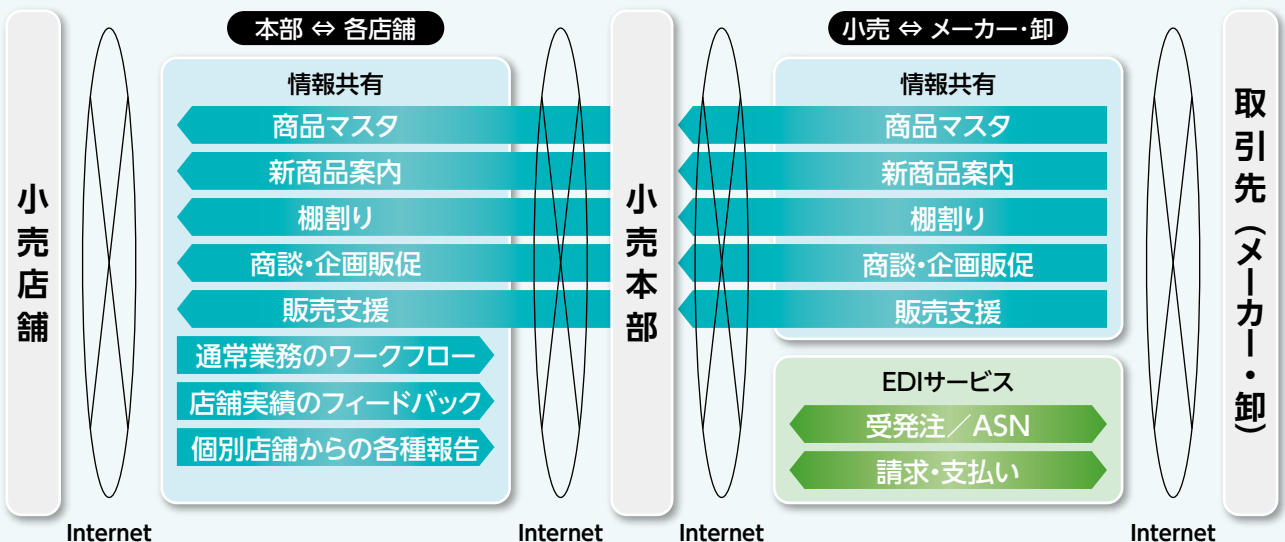 小売店舗
本部 ⇔ 各店舗
情報共有
商品マスタ
新商品案内
棚割り
商談・企画販促
販売支援
通常業務のワークフロー
店舗実績のフィードバック
個別店舗からの各種報告
小売本部
小売 ⇔ メーカー・卸
情報共有
商品マスタ
新商品案内
棚割り
商談・企画販促
販売支援
EDIサービス
受発注／ASN
請求・支払い
取引先（メーカー・卸）
Internet
Internet
Internet
Internet